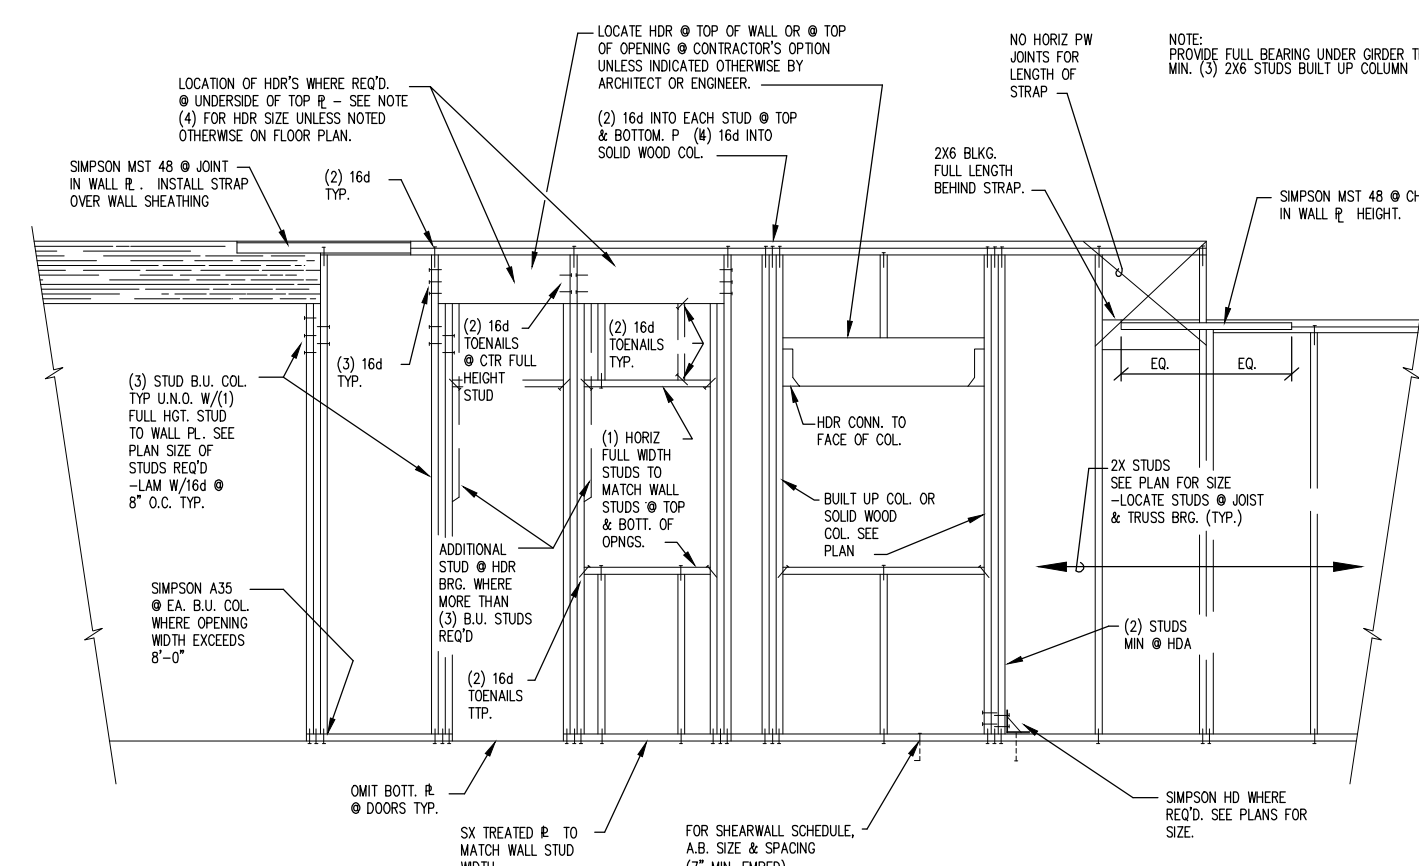 LOCATE HDR @ TOP OF WALL OR @ TOP
OF OPENING @ CONTRACTOR'S OPTION
UNLESS INDICATED OTHERWISE BY
ARCHITECT OR ENGINEER.
NO HORIZ PW
JOINTS FOR
LENGTH OF
STRAP
NOTE:
PROVIDE FULL BEARING UNDER GIRDER
MIN. (3) 2X6 STUDS BUILT UP COLUMN
LOCATION OF HDR'S WHERE REQ'D.
@ UNDERSIDE OF TOP PL – SEE NOTE
(4) FOR HDR SIZE UNLESS NOTED
OTHERWISE ON FLOOR PLAN.
(2) 16d INTO EACH STUD @ TOP
& BOTTOM. P (4) 16d INTO
SOLID WOOD COL.
SIMPSON MST 48 @ JOINT
IN WALL PL. INSTALL STRAP
OVER WALL SHEATHING
(2) 16d
TYP.
2X6 BLKG.
FULL LENGTH
BEHIND STRAP.
SIMPSON MST 48 @
IN WALL PL HEIGHT.
(2) 16d
TOENAILS
@ CTR FULL
HEIGHT
STUD
(2) 16d
TOENAILS
TYP.
(3) 16d
TYP.
EQ. EQ.
(3) STUD B.U. COL.
TYP U.N.O. W/(1)
FULL HGT. STUD
TO WALL PL. SEE
PLAN SIZE OF
STUDS REQ'D
–LAM W/16d @
8" O.C. TYP.
HDR CONN. TO
FACE OF COL.
(1) HORIZ
FULL WIDTH
STUDS TO
MATCH WALL
STUDS @ TOP
& BOTT. OF
OPNGS.
2X STUDS
SEE PLAN FOR SIZE
–LOCATE STUDS @ JOIST
& TRUSS BRG. (TYP.)
BUILT UP COL. OR
SOLID WOOD
COL. SEE
PLAN
ADDITIONAL
STUD @ HDR
BRG. WHERE
MORE THAN
(3) B.U. STUDS
REQ'D
SIMPSON A35
@ EA. B.U. COL.
WHERE OPENING
WIDTH EXCEEDS
8'–0"
(2) STUDS
MIN @ HDA
(2) 16d
TOENAILS
TTP.
OMIT BOTT. PL
@ DOORS TYP.
SIMPSON HD WHERE
REQ'D. SEE PLANS FOR
SIZE.
SX TREATED PL TO
MATCH WALL STUD
WIDTH
FOR SHEARWALL SCHEDULE,
A.B. SIZE & SPACING
(7" MIN. EMBED)